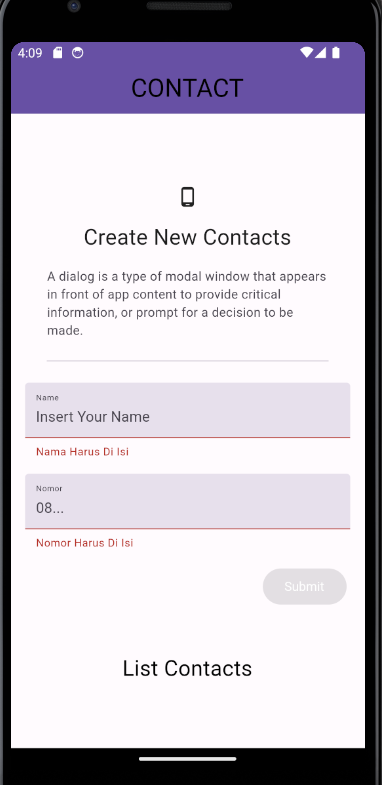 4:09
CONTACT
Create New Contacts
A dialog is a type of modal window that appears
in front of app content to provide critical
information, or prompt for a decision to be
made.
Name
Insert Your Name
Nama Harus Di Isi
Nomor
08...
Nomor Harus Di Isi
Submit
List Contacts